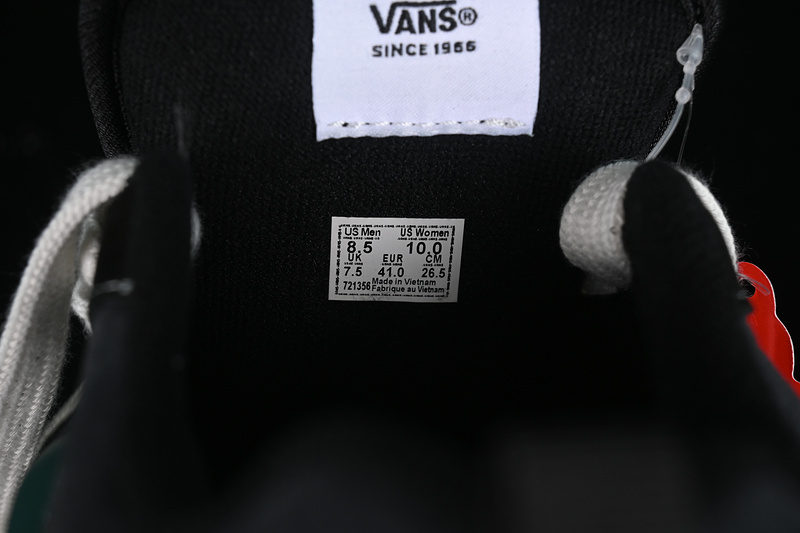 VANS®
SINCE 1966
US Men US Women
8.5 10.0
UK EUR CM
7.5 41.0 26.5
721356 Made in Vietnam
Fabrique au Vietnam